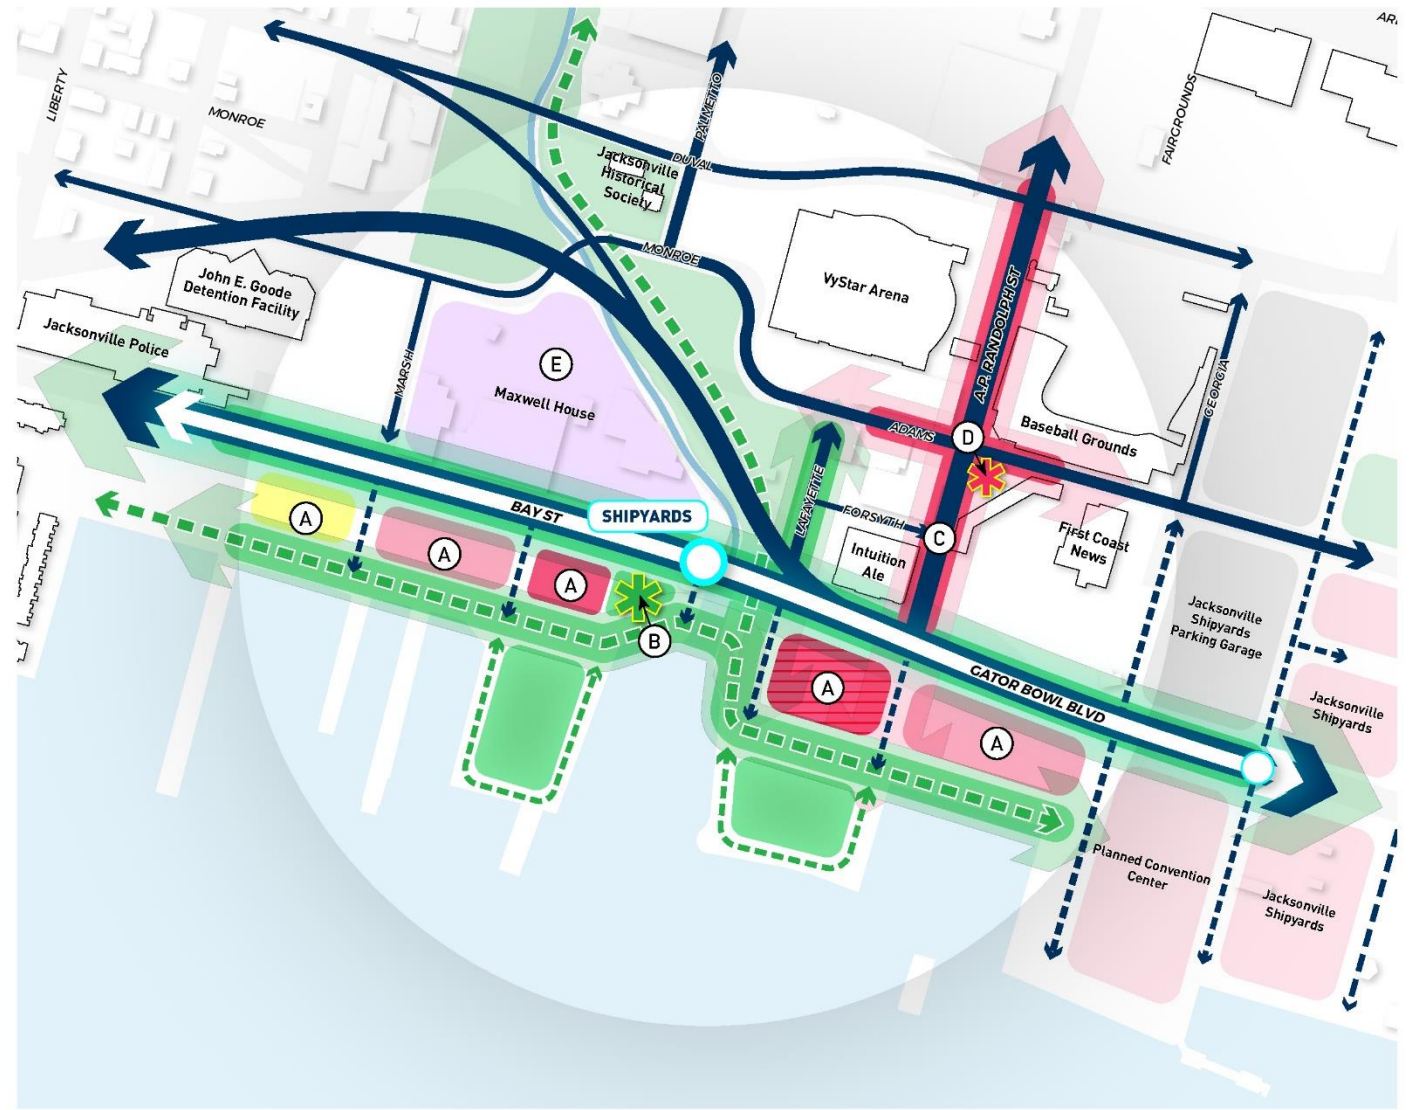 AR
LIBERTY
MONROE
PALMETTO
FAIRGROUNDS
DUVAL
Jacksonville
Historical
Society
MONROE
John E. Goode
Detention Facility
VyStar Arena
A.P. RANDOLPH ST
Jacksonville Police
MARSH
E
Maxwell House
GEORGIA
ADAMS
D
Baseball Grounds
LAFAYETTE
FORSYTH
C
BAY ST
SHIPYARDS
A
A
A
B
Intuition
Ale
First Coast
News
Jacksonville
Shipyards
Parking Garage
A
GATOR BOWL BLVD
A
Jacksonville
Shipyards
Planned Convention
Center
Jacksonville
Shipyards